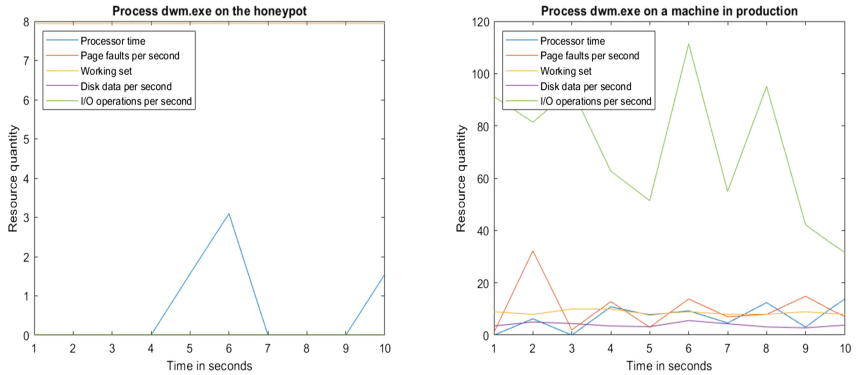 Process dwm.exe on the honeypot
8
7
6
5
4
3
2
1
0
Resource quantity
Processor time
Page faults per second
Working set
Disk data per second
I/O operations per second
1 2 3 4 5 6 7 8 9 10
Time in seconds
Process dwm.exe on a machine in production
120
100
80
60
40
20
0
Resource quantity
Processor time
Page faults per second
Working set
Disk data per second
I/O operations per second
1 2 3 4 5 6 7 8 9 10
Time in seconds